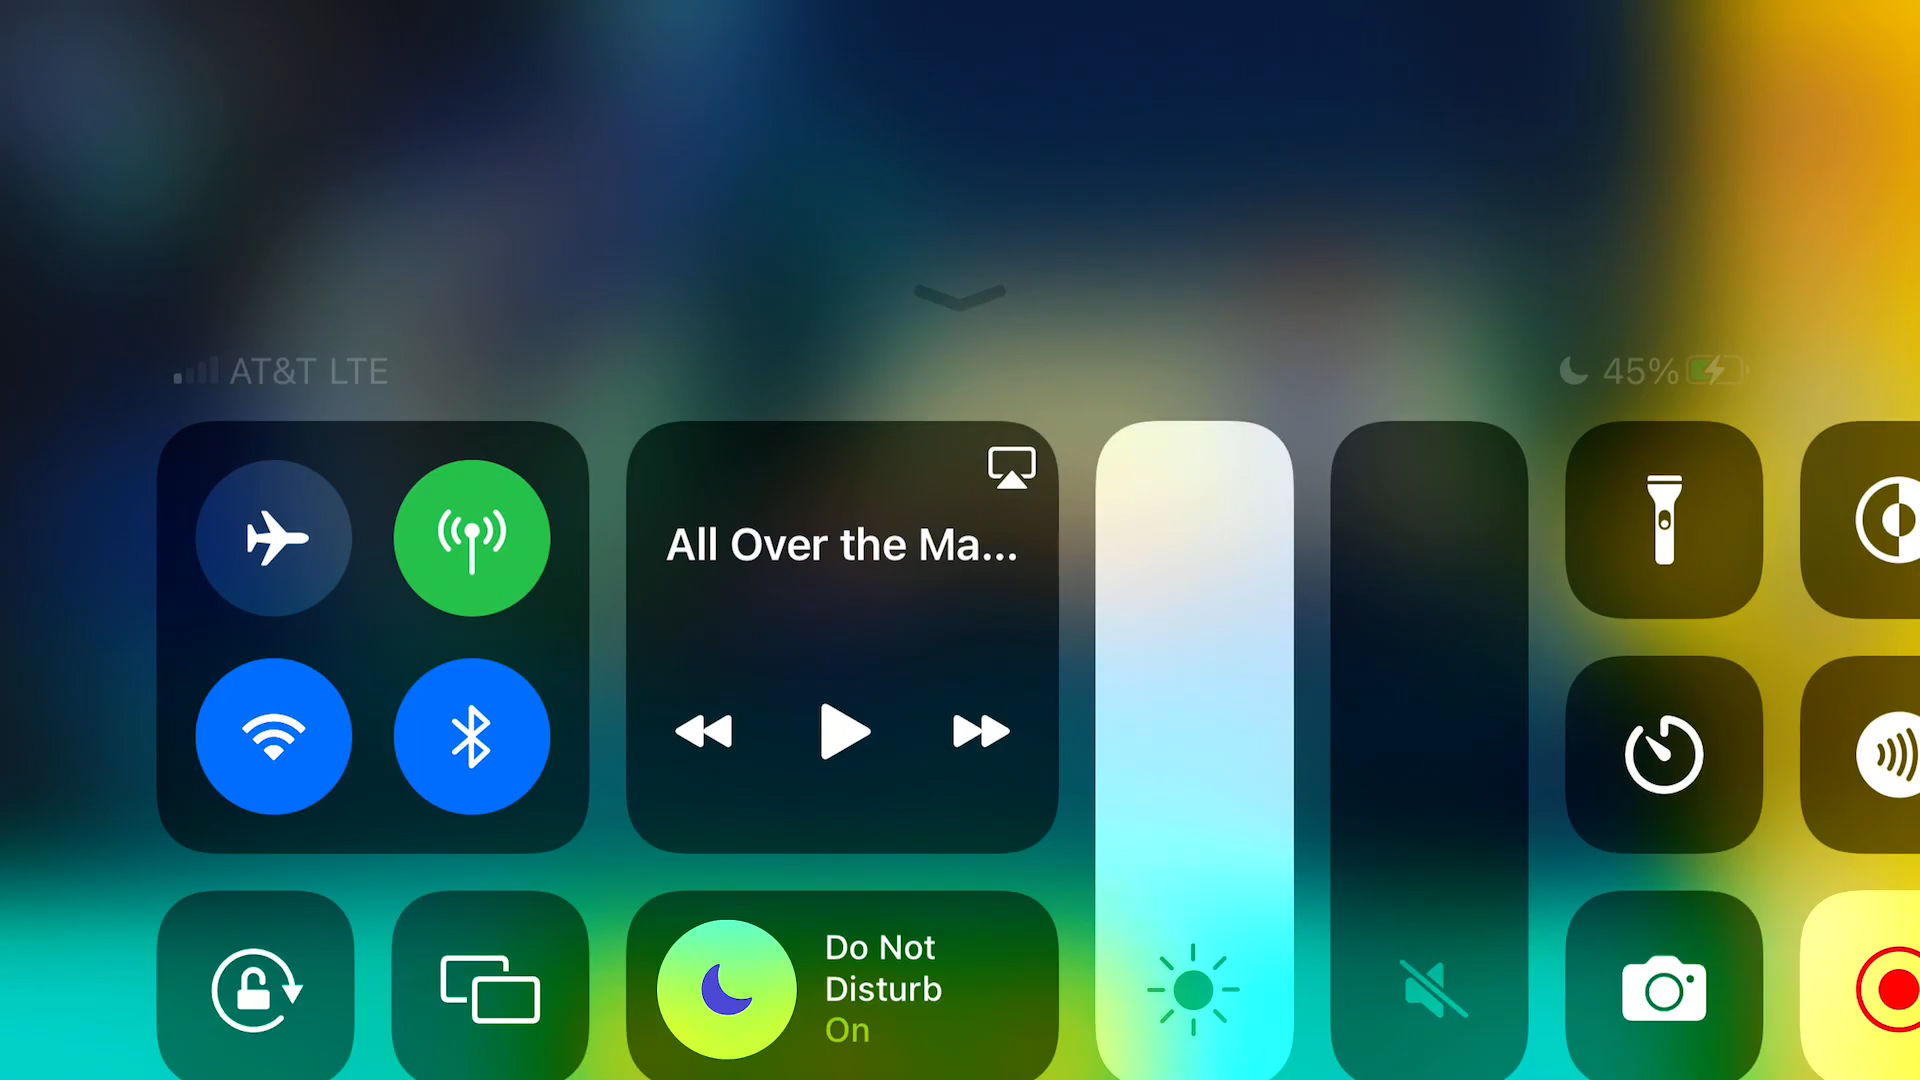 AT&T LTE
45%
All Over the Ma...
Do Not
Disturb
On